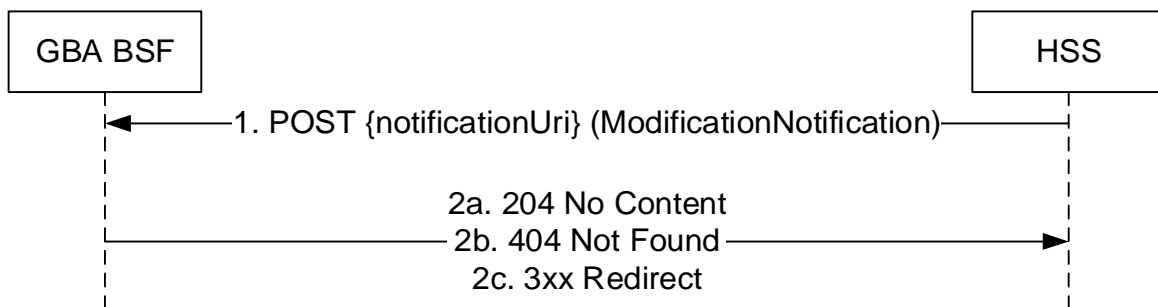 GBA BSF
HSS
1. POST {notificationUri} (ModificationNotification)
2a. 204 No Content
2b. 404 Not Found
2c. 3xx Redirect